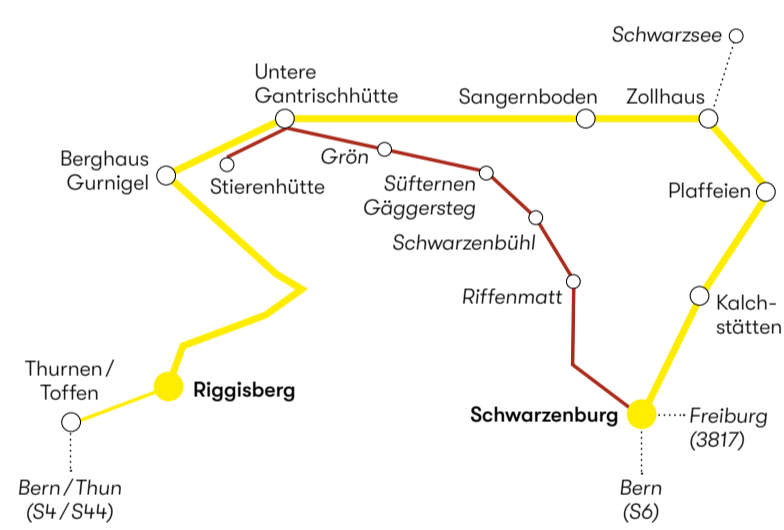 Schwarzsee
Untere
Gantrischhütte
Sangernboden
Zollhaus
Berghaus
Gurnigel
Grön
Stierenhütte
Süfternen
Gäggersteg
Plaffeien
Schwarzenbühl
Riffenmatt
Kalch-
stätten
Thurnen/
Toffen
Riggisberg
Schwarzenburg
Freiburg
(3817)
Bern/Thun
(S4/S44)
Bern
(S6)